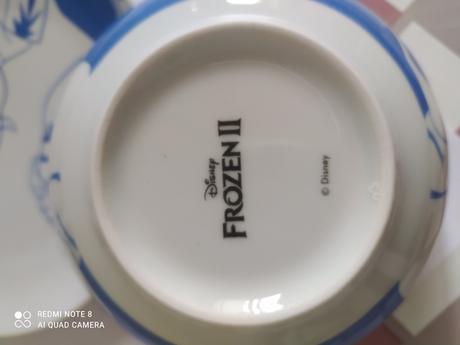 Disney
FROZEN II
© Disney
REDMI NOTE 8
AI QUAD CAMERA